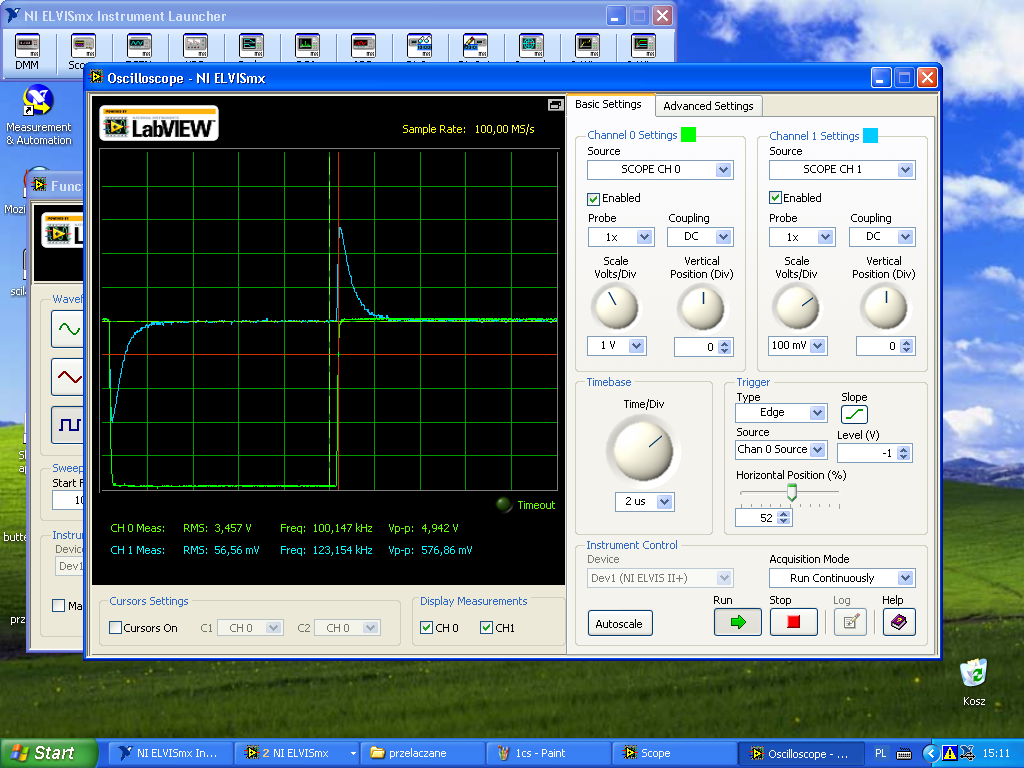 NI ELVISmx Instrument Launcher
DMM
Measurement
& Automation
Oscilloscope - NI ELVISmx
POWERED BY
LabVIEW
Sample Rate: 100,00 MS/s
Timeout
CH 0 Meas: RMS: 3,457 V Freq: 100,147 kHz Vp-p: 4,942 V
CH 1 Meas: RMS: 56,56 mV Freq: 123,154 kHz Vp-p: 576,86 mV
Cursors Settings
Cursors On C1 CH 0 C2 CH 0
Display Measurements
CH 0 CH1
Basic Settings Advanced Settings
Channel 0 Settings
Source
SCOPE CH 0
Enabled
Probe Coupling
1x DC
Scale Vertical
Volts/Div Position (Div)
1 V 0
Channel 1 Settings
Source
SCOPE CH 1
Enabled
Probe Coupling
1x DC
Scale Vertical
Volts/Div Position (Div)
100 mV 0
Timebase
Time/Div
2 us
Trigger
Type Slope
Edge
Source Level (V)
Chan 0 Source -1
Horizontal Position (%)
52
Instrument Control
Device Acquisition Mode
Dev1 (NI ELVIS II+) Run Continuously
Run Stop Log Help
Autoscale
Func
Wavef
Sweep
Start F
10
Instrur
Device
Dev1
Ma
Mozi
scil
butte
prz
Kosz
Start
NI ELVISmx In...
2 NI ELVISmx
przelaczane
1cs - Paint
Scope
Oscilloscope - ...
PL
15:11